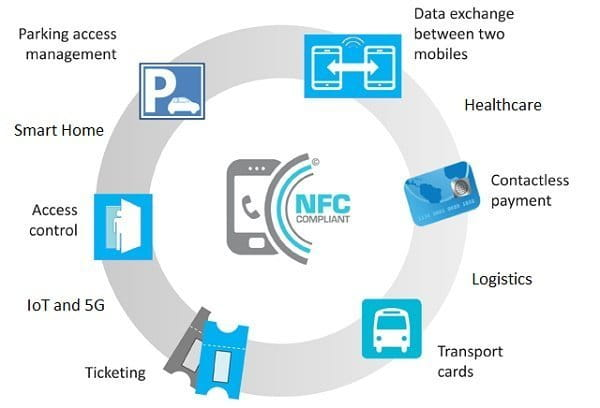 Data exchange
between two
mobiles
Parking access
management
P
Healthcare
Smart Home
Contactless
payment
©
NFC
COMPLIANT
Access
control
Logistics
IoT and 5G
Transport
cards
Ticketing